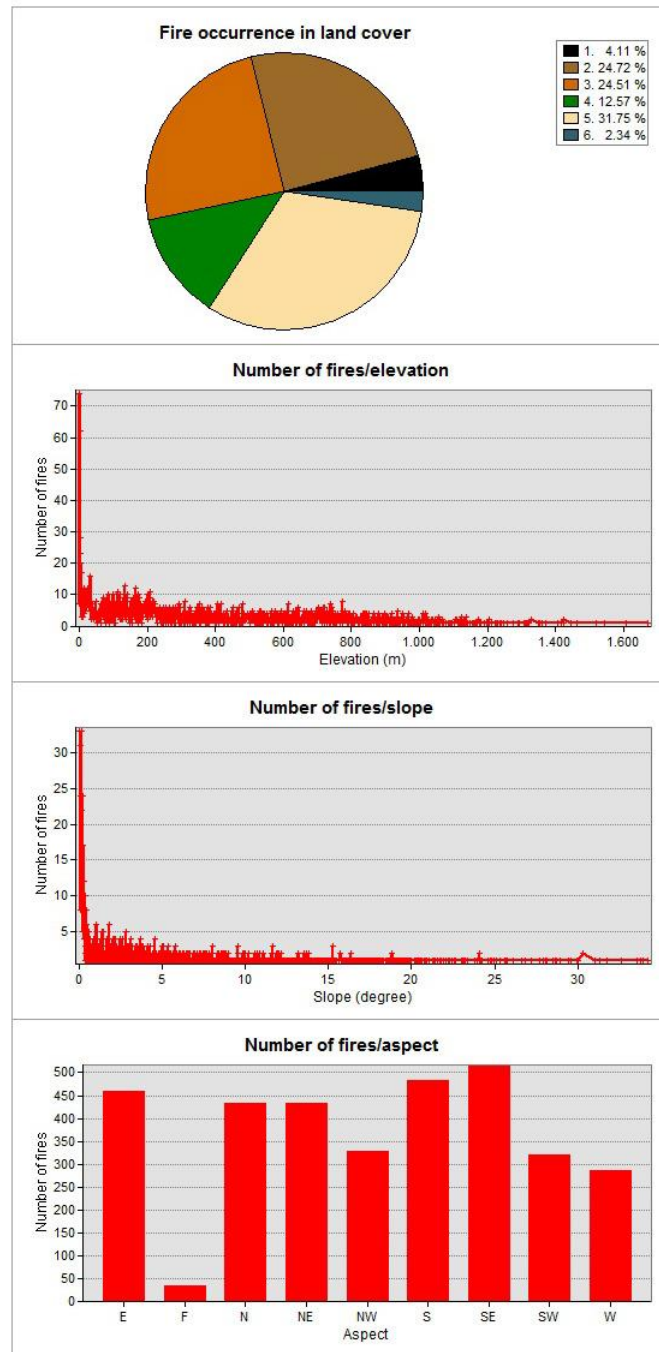 Fire occurrence in land cover
1. 4.11 %
2. 24.72 %
3. 24.51 %
4. 12.57 %
5. 31.75 %
6. 2.34 %
Number of fires/elevation
Number of fires
70
60
50
40
30
20
10
0
0 200 400 600 800 1.000 1.200 1.400 1.600
Elevation (m)
Number of fires/slope
Number of fires
30
25
20
15
10
5
0 5 10 15 20 25 30
Slope (degree)
Number of fires/aspect
Number of fires
500
450
400
350
300
250
200
150
100
50
0
E F N NE NW S SE SW W
Aspect